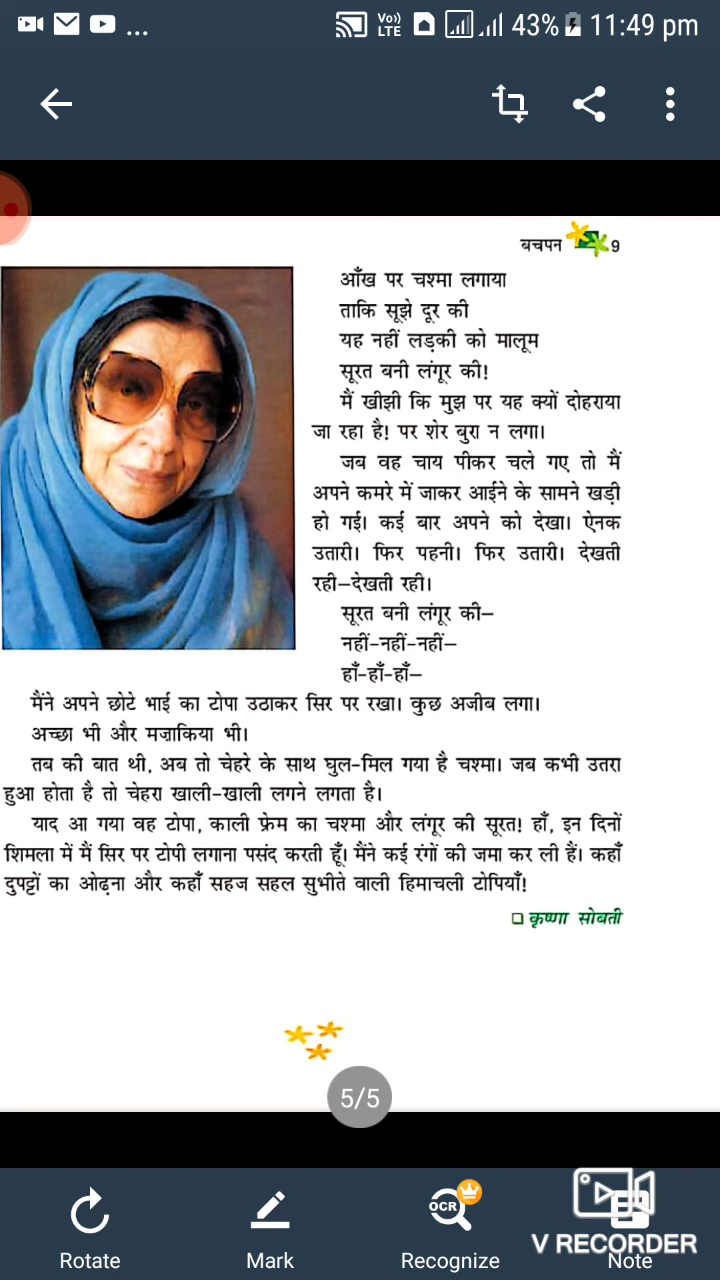 ... Vo)) LTE 43% 11:49 pm
बचपन 9
आँख पर चश्मा लगाया
ताकि सूझे दूर की
यह नहीं लड़की को मालूम
सूरत बनी लंगूर की!
मैं खीझी कि मुझ पर यह क्यों दोहराया
जा रहा है! पर शेर बुरा न लगा।
जब वह चाय पीकर चले गए तो मैं
अपने कमरे में जाकर आईने के सामने खड़ी
हो गई। कई बार अपने को देखा। ऐनक
उतारी। फिर पहनी। फिर उतारी। देखती
रही–देखती रही।
सूरत बनी लंगूर की–
नहीं-नहीं-नहीं–
हाँ-हाँ-हाँ–
मैंने अपने छोटे भाई का टोपा उठाकर सिर पर रखा। कुछ अजीब लगा।
अच्छा भी और मज़ाकिया भी।
तब की बात थी, अब तो चेहरे के साथ घुल-मिल गया है चश्मा। जब कभी उतरा
हुआ होता है तो चेहरा खाली-खाली लगने लगता है।
याद आ गया वह टोपा, काली फ्रेम का चश्मा और लंगूर की सूरत! हाँ, इन दिनों
शिमला में मैं सिर पर टोपी लगाना पसंद करती हूँ। मैंने कई रंगों की जमा कर ली हैं। कहाँ
दुपट्टों का ओढ़ना और कहाँ सहज सहल सुभीते वाली हिमाचली टोपियाँ!
❑ कृष्णा सोबती
5/5
OCR
V RECORDER
Rotate Mark Recognize Note